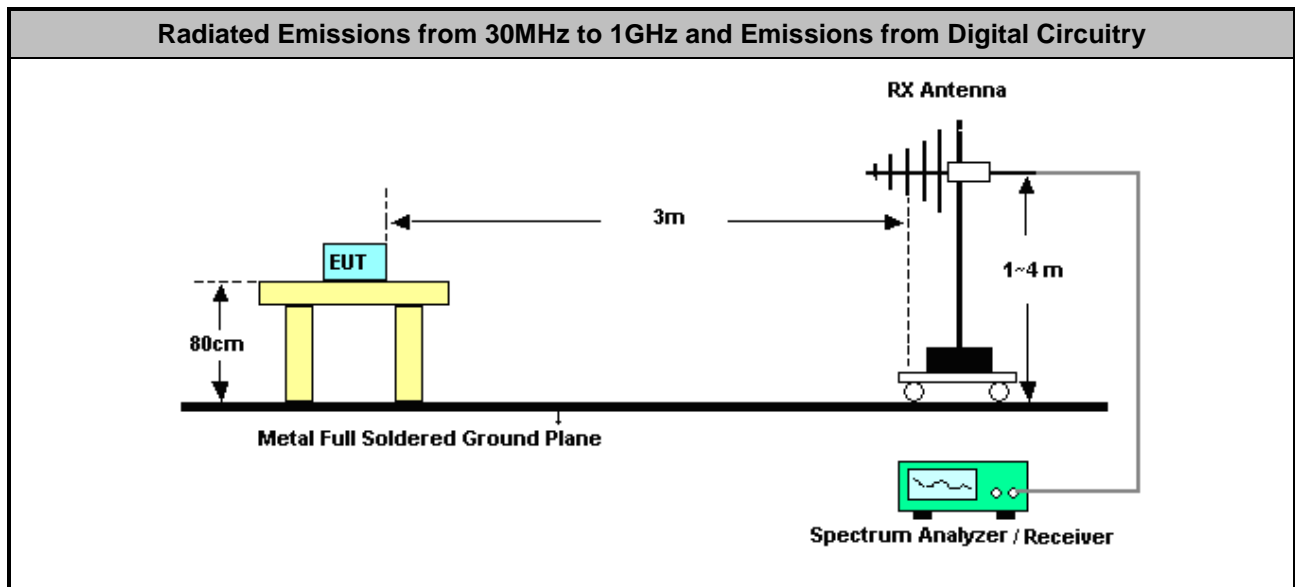 Radiated Emissions from 30MHz to 1GHz and Emissions from Digital Circuitry
RX Antenna
3m
EUT
1~4 m
80cm
Metal Full Soldered Ground Plane
Spectrum Analyzer / Receiver